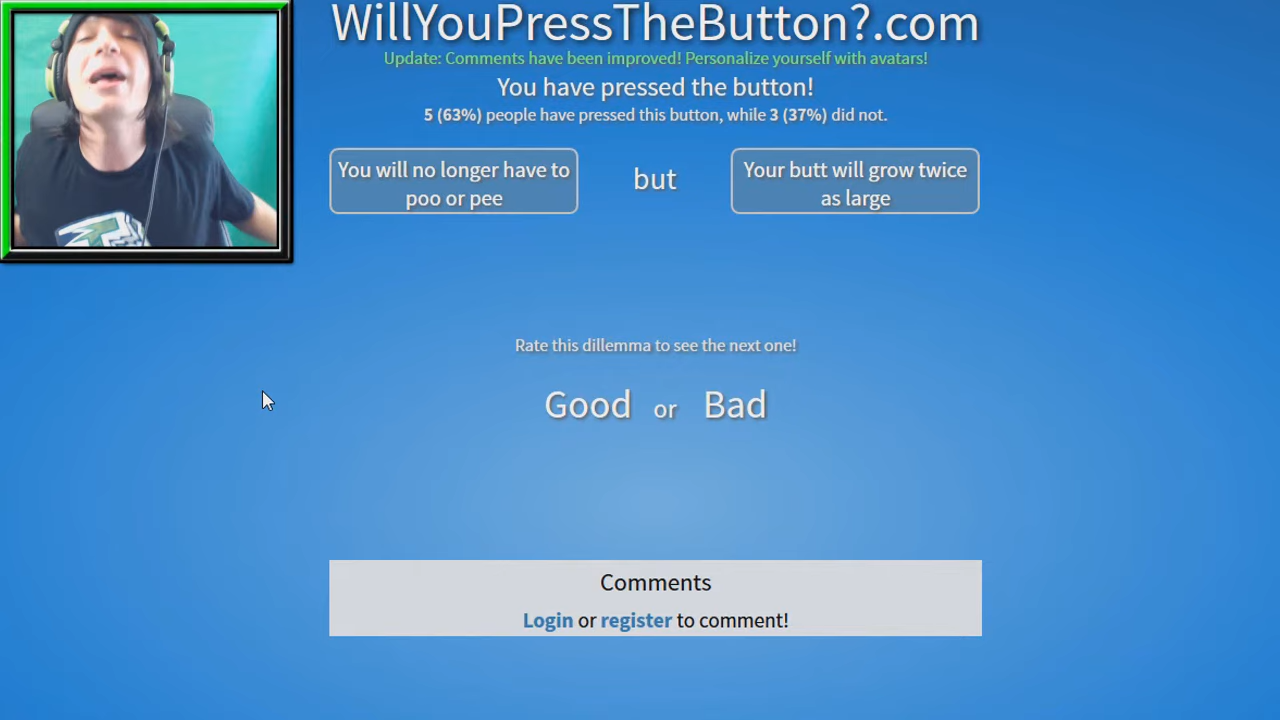 WillYouPressTheButton?.com
Update: Comments have been improved! Personalize yourself with avatars!
You have pressed the button!
5 (63%) people have pressed this button, while 3 (37%) did not.
You will no longer have to
poo or pee
but
Your butt will grow twice
as large
Rate this dillemma to see the next one!
Good or Bad
Comments
Login or register to comment!